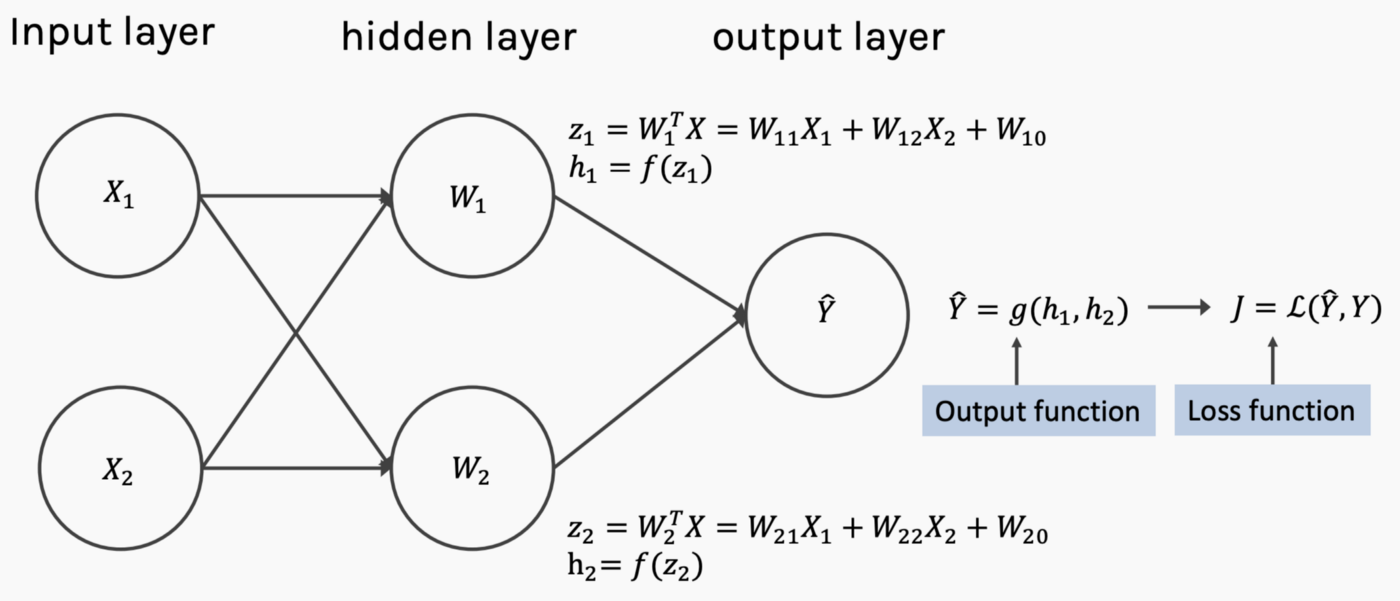 Input layer
hidden layer
output layer
X₁
W₁
z₁ = W₁ᵀX = W₁₁X₁ + W₁₂X₂ + W₁₀
h₁ = f(z₁)
Ŷ
Ŷ = g(h₁, h₂)
J = ℒ(Ŷ, Y)
Output function
Loss function
X₂
W₂
z₂ = W₂ᵀX = W₂₁X₁ + W₂₂X₂ + W₂₀
h₂= f(z₂)